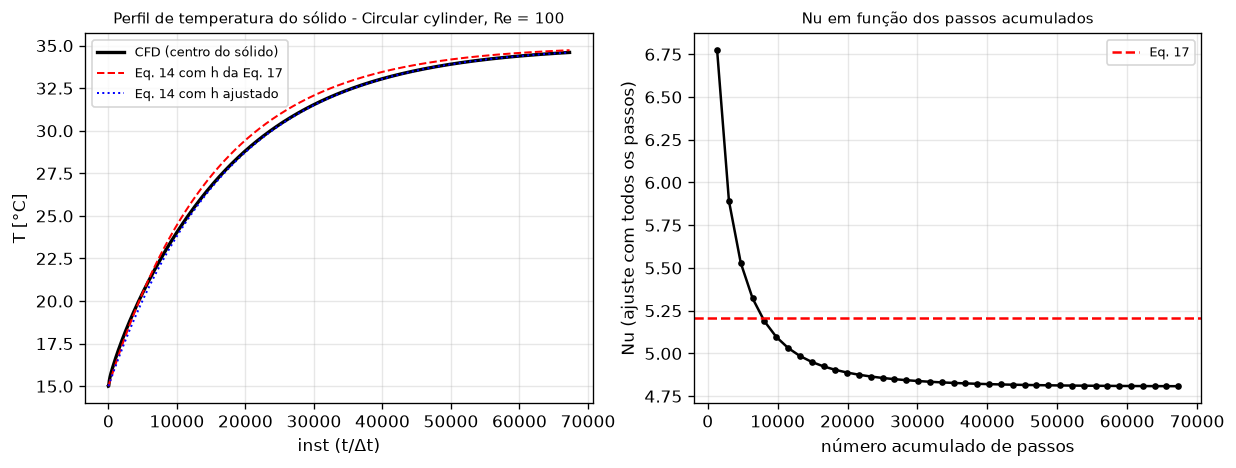 Perfil de temperatura do sólido - Circular cylinder, Re = 100
35.0
32.5
30.0
27.5
25.0
22.5
20.0
17.5
15.0
T [°C]
CFD (centro do sólido)
Eq. 14 com h da Eq. 17
Eq. 14 com h ajustado
0 10000 20000 30000 40000 50000 60000 70000
inst (t/Δt)
Nu em função dos passos acumulados
6.75
6.50
6.25
6.00
5.75
5.50
5.25
5.00
4.75
Nu (ajuste com todos os passos)
Eq. 17
0 10000 20000 30000 40000 50000 60000 70000
número acumulado de passos